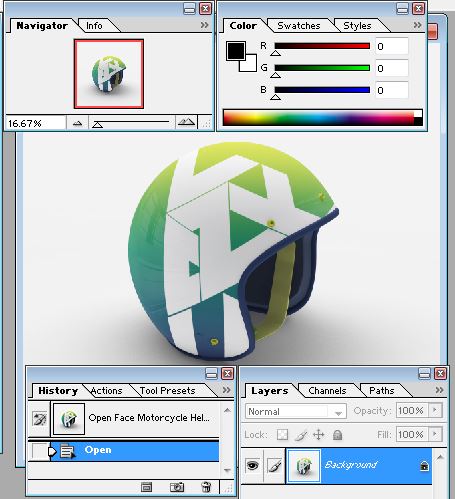 Navigator Info
16.67%
Color Swatches Styles
R 0
G 0
B 0
History Actions Tool Presets
Open Face Motorcycle Hel...
Open
Layers Channels Paths
Normal Opacity: 100%
Lock: Fill: 100%
Background